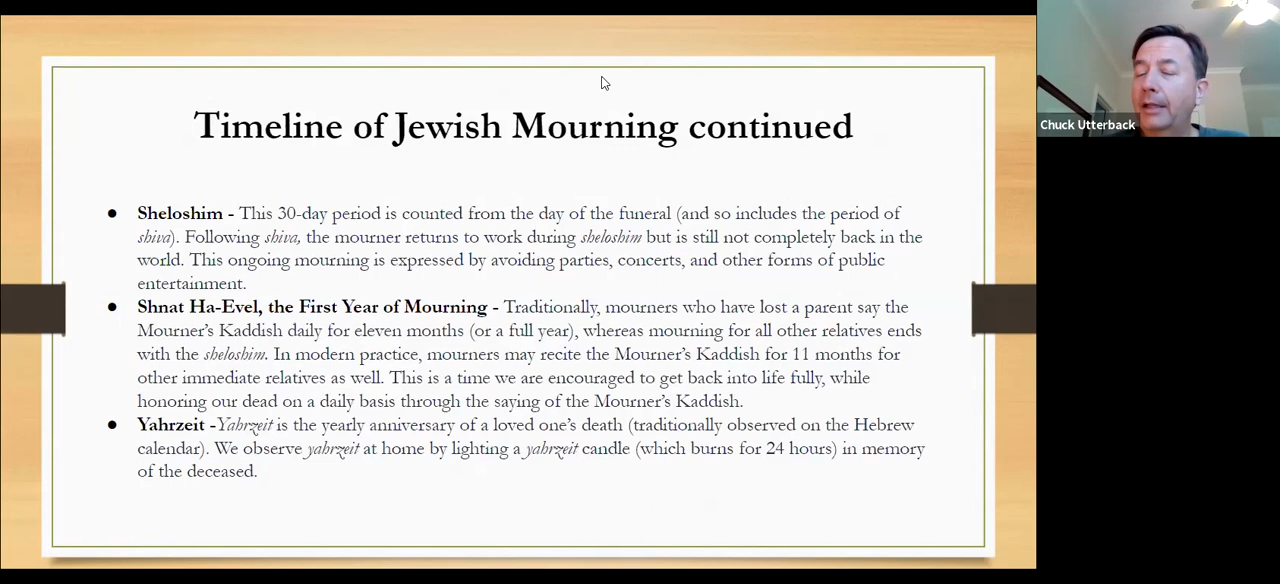 Timeline of Jewish Mourning continued
● Sheloshim - This 30-day period is counted from the day of the funeral (and so includes the period of
shiva). Following shiva, the mourner returns to work during sheloshim but is still not completely back in the
world. This ongoing mourning is expressed by avoiding parties, concerts, and other forms of public
entertainment.
● Shnat Ha-Evel, the First Year of Mourning - Traditionally, mourners who have lost a parent say the
Mourner's Kaddish daily for eleven months (or a full year), whereas mourning for all other relatives ends
with the sheloshim. In modern practice, mourners may recite the Mourner's Kaddish for 11 months for
other immediate relatives as well. This is a time we are encouraged to get back into life fully, while
honoring our dead on a daily basis through the saying of the Mourner's Kaddish.
● Yahrzeit -Yahrzeit is the yearly anniversary of a loved one's death (traditionally observed on the Hebrew
calendar). We observe yahrzeit at home by lighting a yahrzeit candle (which burns for 24 hours) in memory
of the deceased.
Chuck Utterback